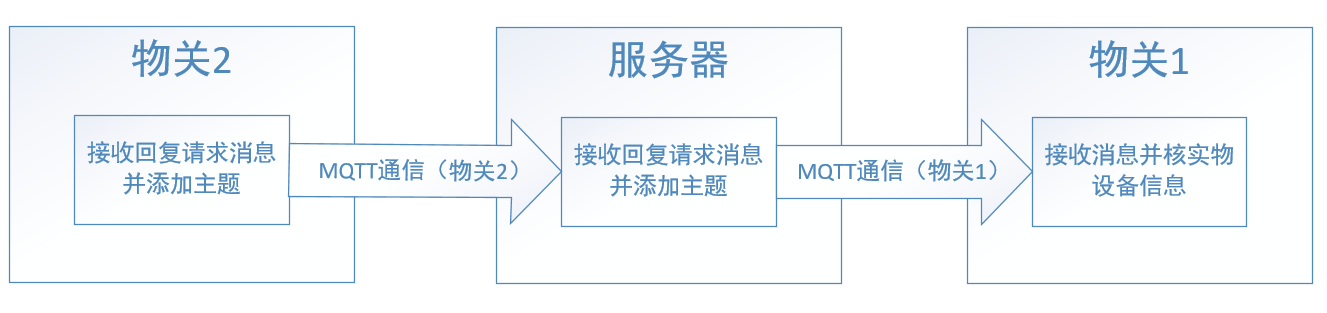 物关2
接收回复请求消息
并添加主题
MQTT通信（物关2）
服务器
接收回复请求消息
并添加主题
MQTT通信（物关1）
物关1
接收消息并核实物
设备信息